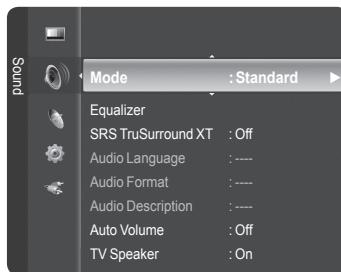 Sound
Mode : Standard ►
Equalizer
SRS TruSurround XT : Off
Audio Language : ----
Audio Format : ----
Audio Description : ----
Auto Volume : Off
TV Speaker : On